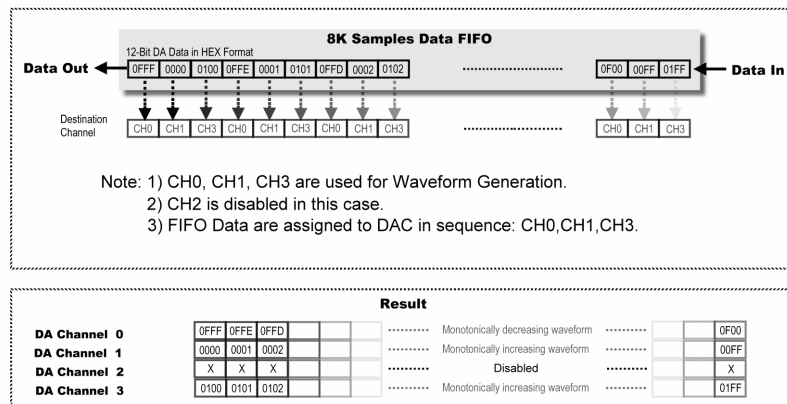 8K Samples Data FIFO
12-Bit DA Data in HEX Format
Data Out 0FFF 0000 0100 0FFE 0001 0101 0FFD 0002 0102 0F00 00FF 01FF Data In
Destination
Channel
CH0 CH1 CH3 CH0 CH1 CH3 CH0 CH1 CH3 CH0 CH1 CH3
Note: 1) CH0, CH1, CH3 are used for Waveform Generation.
2) CH2 is disabled in this case.
3) FIFO Data are assigned to DAC in sequence: CH0,CH1,CH3.
Result
DA Channel 0 0FFF 0FFE 0FFD Monotonically decreasing waveform 0F00
DA Channel 1 0000 0001 0002 Monotonically increasing waveform 00FF
DA Channel 2 X X X Disabled X
DA Channel 3 0100 0101 0102 Monotonically increasing waveform 01FF